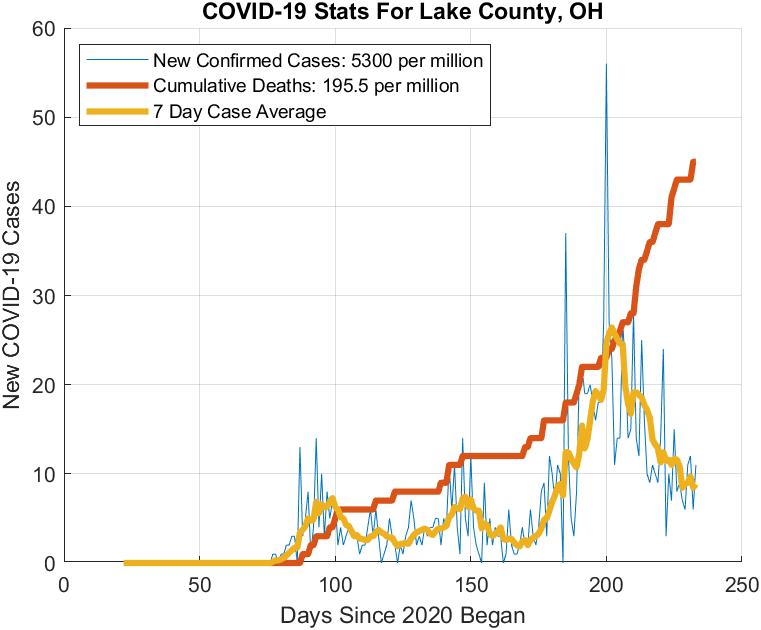 COVID-19 Stats For Lake County, OH
New Confirmed Cases: 5300 per million
Cumulative Deaths: 195.5 per million
7 Day Case Average
New COVID-19 Cases
60
50
40
30
20
10
0
0 50 100 150 200 250
Days Since 2020 Began